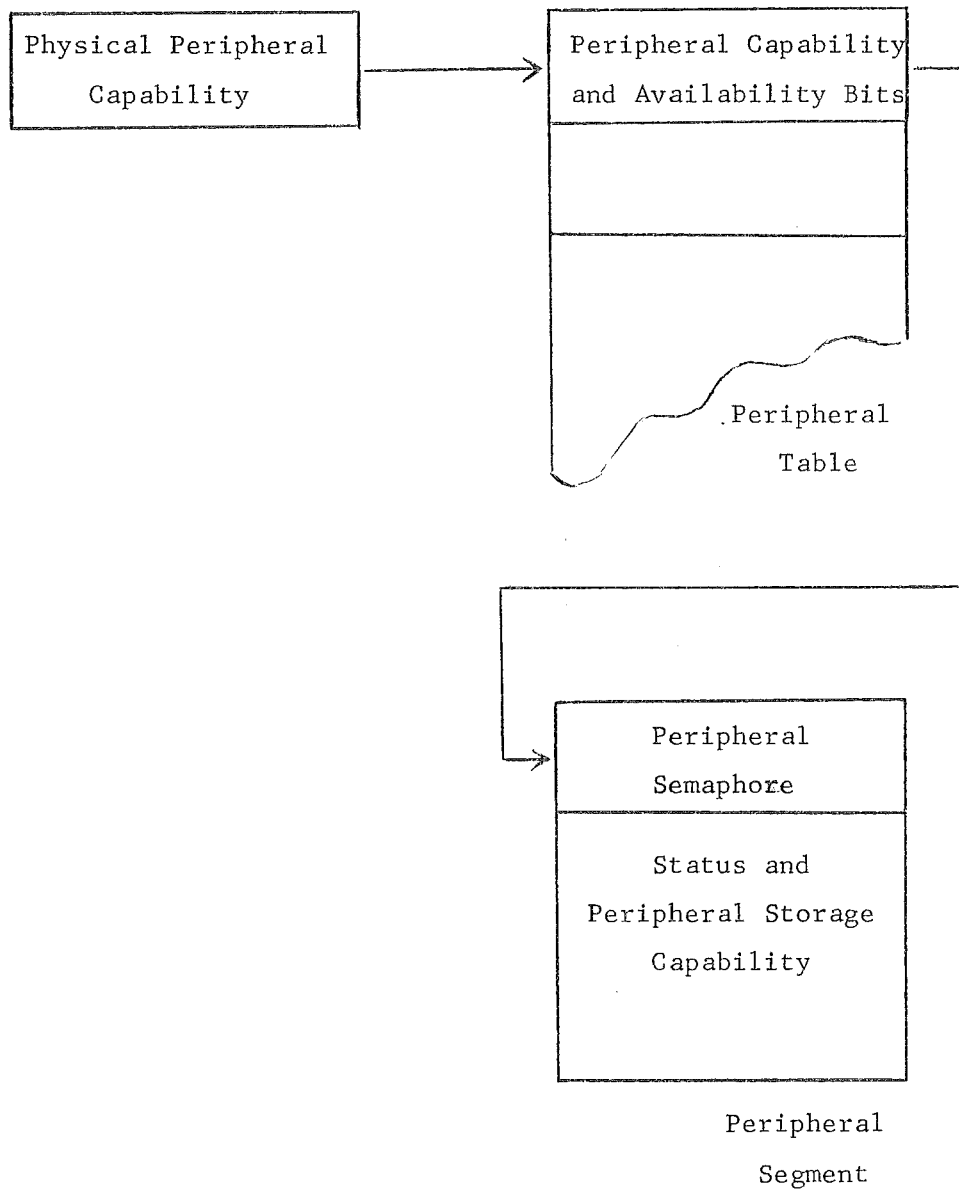 Physical Peripheral
Capability
Peripheral Capability
and Availability Bits
Peripheral
Table
Peripheral
Semaphore
Status and
Peripheral Storage
Capability
Peripheral
Segment